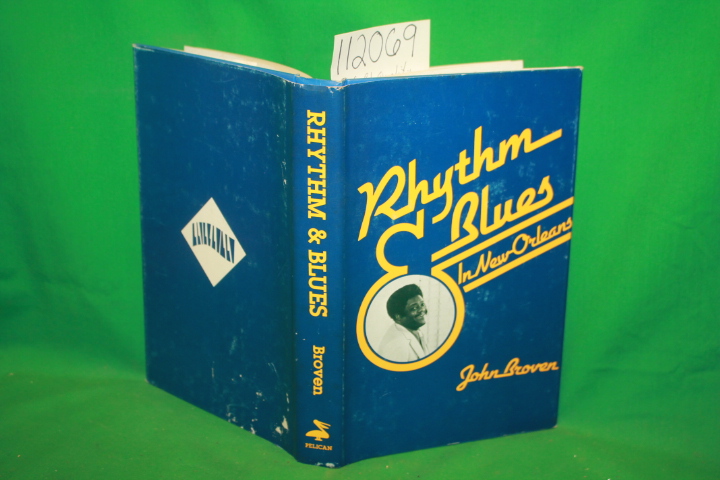 112069
RHYTHM & BLUES
Broven
PELICAN
Rhythm
& Blues
In New Orleans
John Broven